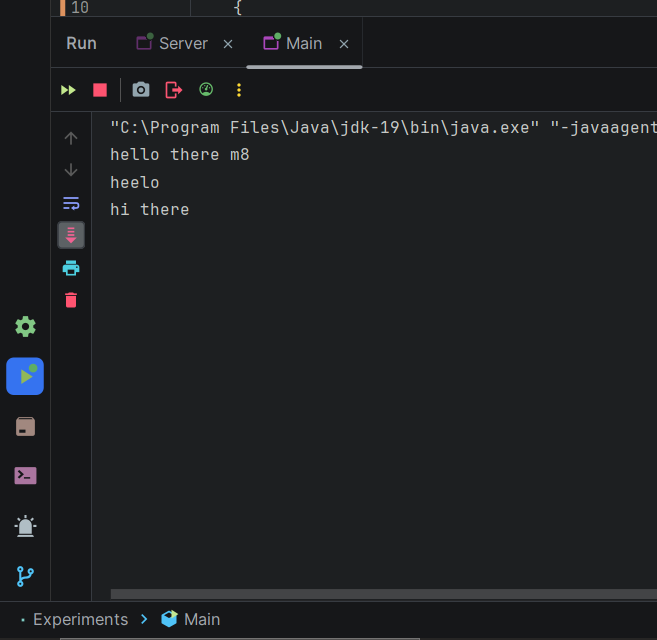 10 {
Run Server × Main ×
"C:\Program Files\Java\jdk-19\bin\java.exe" "-javaagent
hello there m8
heelo
hi there
Experiments > Main